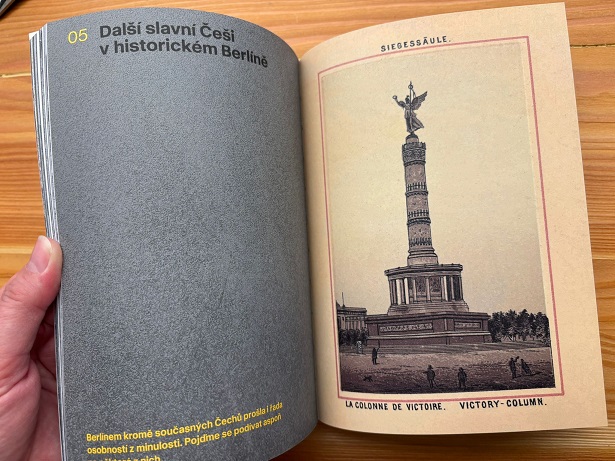 05 Další slavní Češi
v historickém Berlíně
Berlínem kromě současných Čechů prošla i řada
osobností z minulosti. Pojďme se podívat aspoň
SIEGESSÄULE.
LA COLONNE DE VICTOIRE. VICTORY-COLUMN.